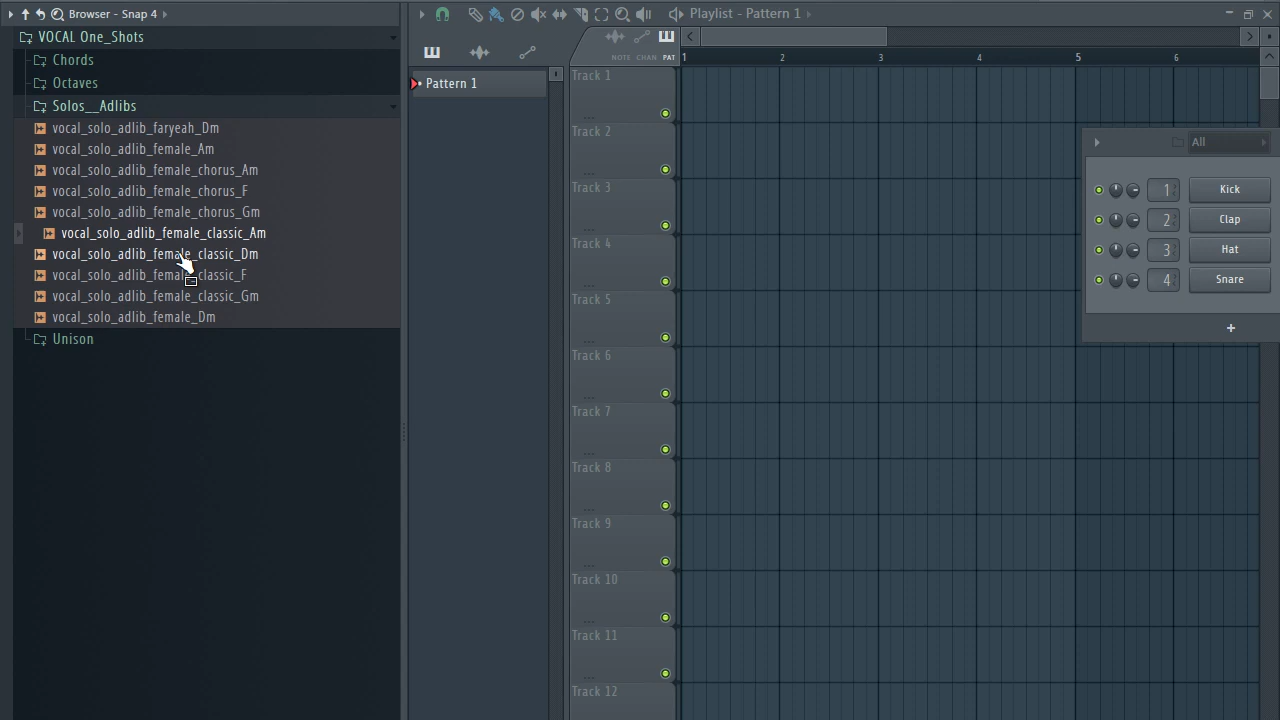 Browser - Snap 4
Playlist - Pattern 1
VOCAL One_Shots
Chords
Octaves
Solos__Adlibs
vocal_solo_adlib_faryeah_Dm
vocal_solo_adlib_female_Am
vocal_solo_adlib_female_chorus_Am
vocal_solo_adlib_female_chorus_F
vocal_solo_adlib_female_chorus_Gm
vocal_solo_adlib_female_classic_Am
vocal_solo_adlib_female_classic_Dm
vocal_solo_adlib_female_classic_F
vocal_solo_adlib_female_classic_Gm
vocal_solo_adlib_female_Dm
Unison
Pattern 1
NOTE CHAN PAT
1 2 3 4 5 6
Track 1
Track 2
Track 3
Track 4
Track 5
Track 6
Track 7
Track 8
Track 9
Track 10
Track 11
Track 12
All
1 Kick
2 Clap
3 Hat
4 Snare
+